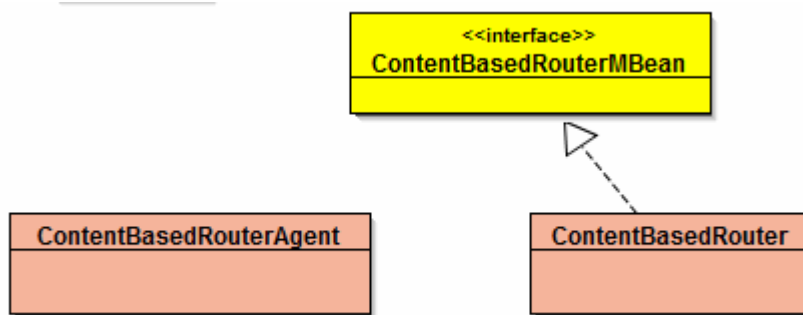 <<interface>>
ContentBasedRouterMBean
ContentBasedRouterAgent
ContentBasedRouter